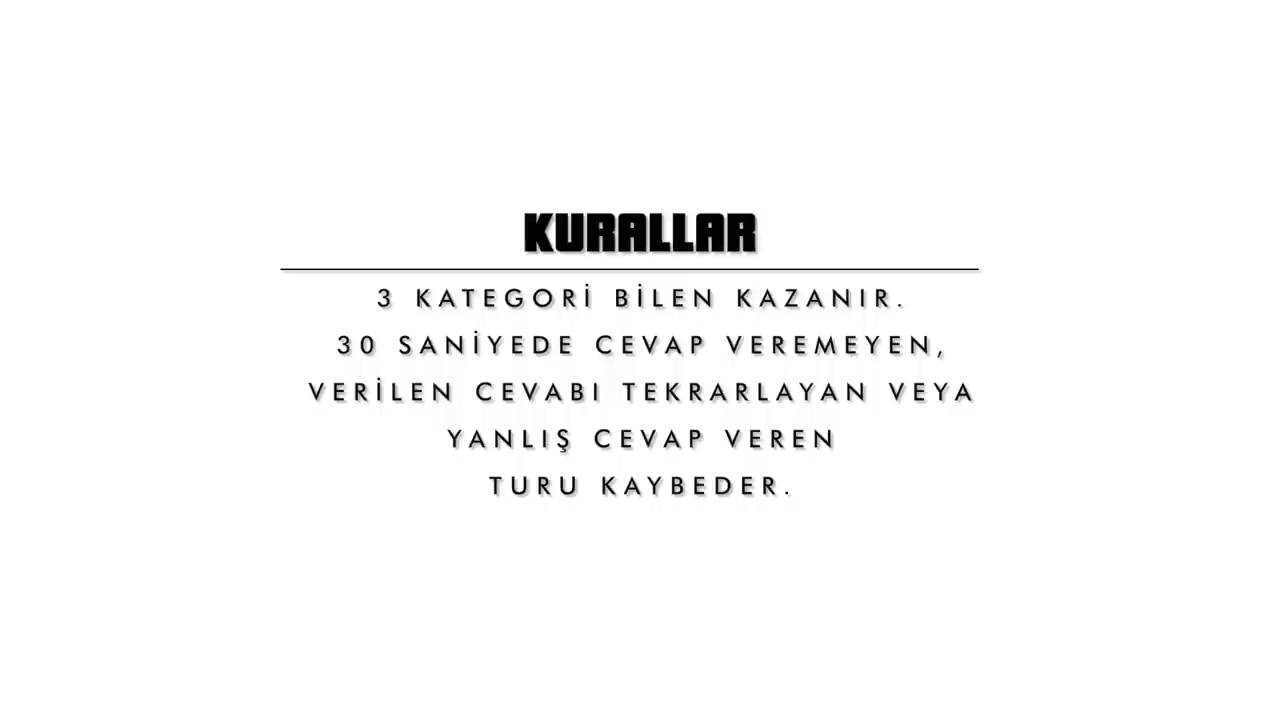 KURALLAR
3 KATEGORİ BİLEN KAZANIR.
30 SANİYEDE CEVAP VEREMEYEN,
VERİLEN CEVABI TEKRARLAYAN VEYA
YANLIŞ CEVAP VEREN
TURU KAYBEDER.